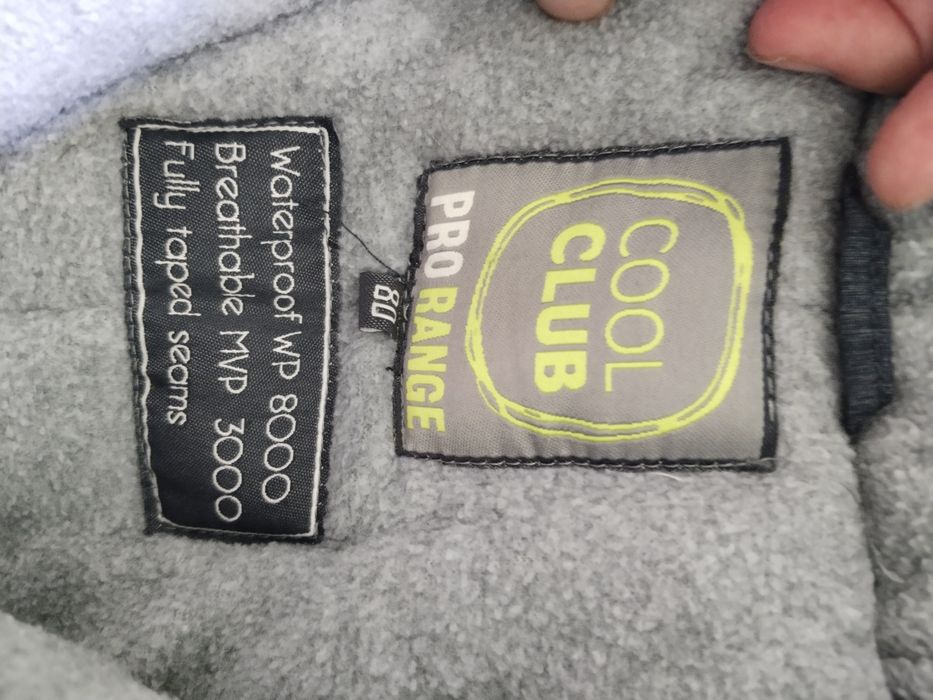 COOL
CLUB
PRO RANGE
80
Waterproof WP 8000
Breathable MVP 3000
Fully taped seams